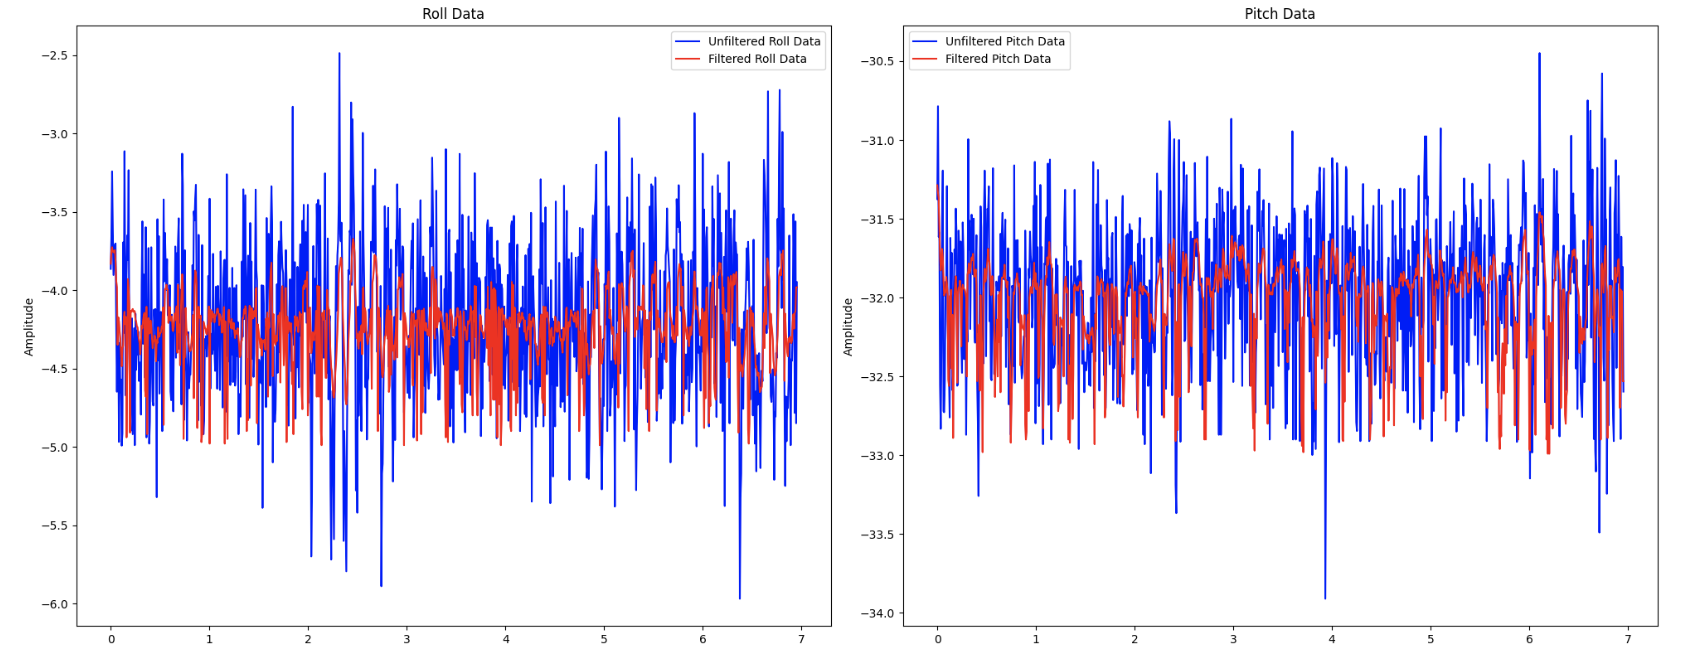 Roll Data
Unfiltered Roll Data
Filtered Roll Data
Amplitude
−2.5
−3.0
−3.5
−4.0
−4.5
−5.0
−5.5
−6.0
0 1 2 3 4 5 6 7
Pitch Data
Unfiltered Pitch Data
Filtered Pitch Data
Amplitude
−30.5
−31.0
−31.5
−32.0
−32.5
−33.0
−33.5
−34.0
0 1 2 3 4 5 6 7